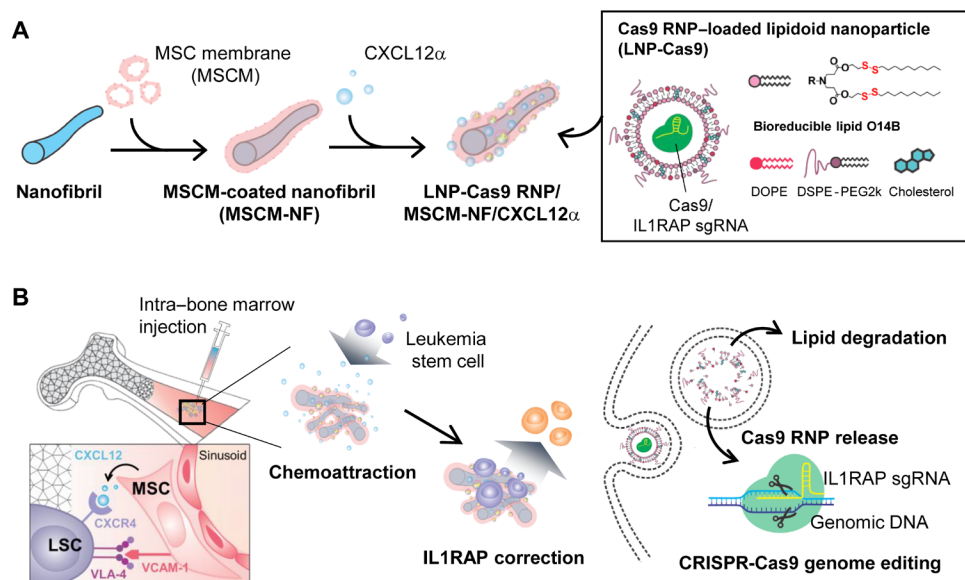 A
MSC membrane
(MSCM)
CXCL12α
Nanofibril
MSCM-coated nanofibril
(MSCM-NF)
LNP-Cas9 RNP/
MSCM-NF/CXCL12α
Cas9 RNP–loaded lipidoid nanoparticle
(LNP-Cas9)
Cas9/
IL1RAP sgRNA
O
O
S
S
R-N
O
O
S
S
Bioreducible lipid O14B
DOPE
DSPE-PEG2k
Cholesterol
B
Intra–bone marrow
injection
Leukemia
stem cell
Chemoattraction
IL1RAP correction
CXCL12
Sinusoid
MSC
CXCR4
LSC
VLA-4
VCAM-1
Lipid degradation
Cas9 RNP release
IL1RAP sgRNA
Genomic DNA
CRISPR-Cas9 genome editing